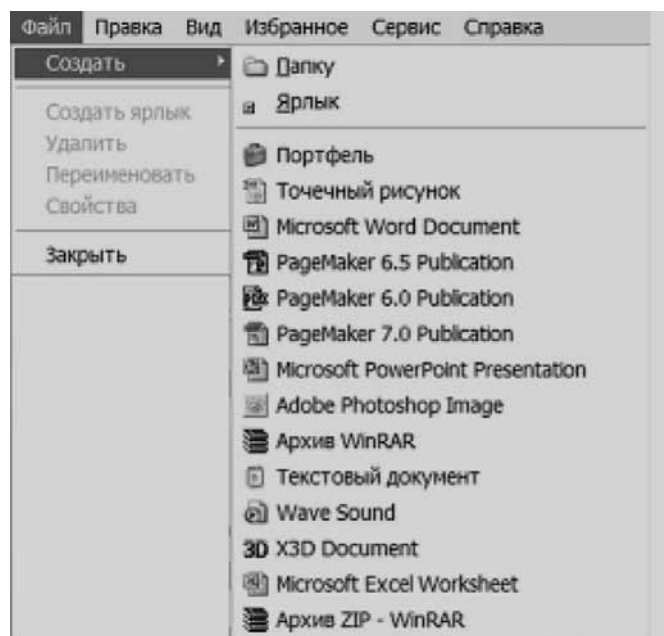 Файл Правка Вид Избранное Сервис Справка
Создать
Создать ярлык
Удалить
Переименовать
Свойства
Закрыть
Папку
Ярлык
Портфель
Точечный рисунок
Microsoft Word Document
PageMaker 6.5 Publication
PageMaker 6.0 Publication
PageMaker 7.0 Publication
Microsoft PowerPoint Presentation
Adobe Photoshop Image
Архив WinRAR
Текстовый документ
Wave Sound
3D X3D Document
Microsoft Excel Worksheet
Архив ZIP - WinRAR